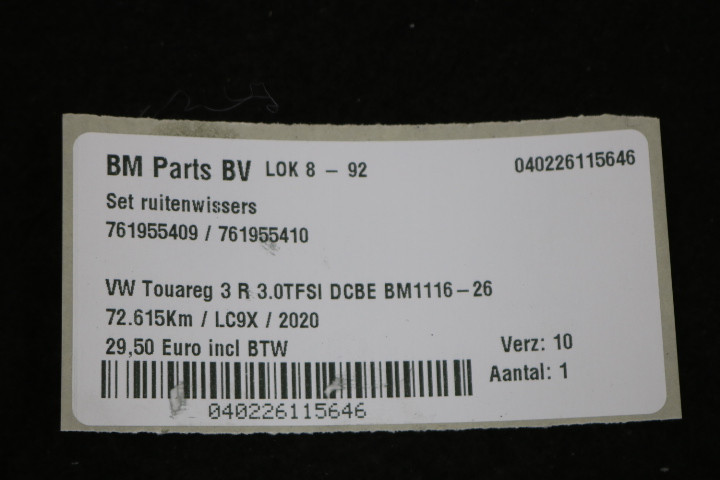 BM Parts BV LOK 8 - 92 040226115646
Set ruitenwissers
761955409 / 761955410
VW Touareg 3 R 3.0TFSI DCBE BM1116-26
72.615Km / LC9X / 2020
29,50 Euro incl BTW Verz: 10
Aantal: 1
040226115646